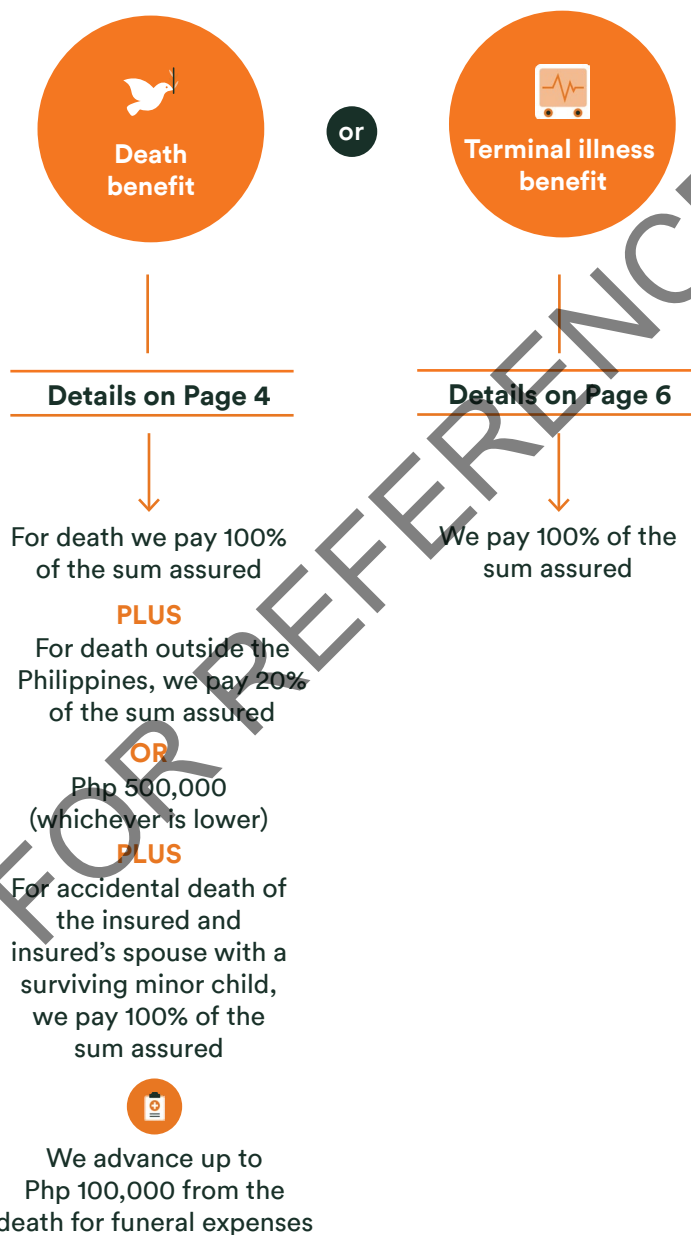 Death
benefit
or
Terminal illness
benefit
Details on Page 4
For death we pay 100%
of the sum assured
PLUS
For death outside the
Philippines, we pay 20%
of the sum assured
OR
Php 500,000
(whichever is lower)
PLUS
For accidental death of
the insured and
insured’s spouse with a
surviving minor child,
we pay 100% of the
sum assured
We advance up to
Php 100,000 from the
death for funeral expenses
Details on Page 6
We pay 100% of the
sum assured
FOR REFERENC